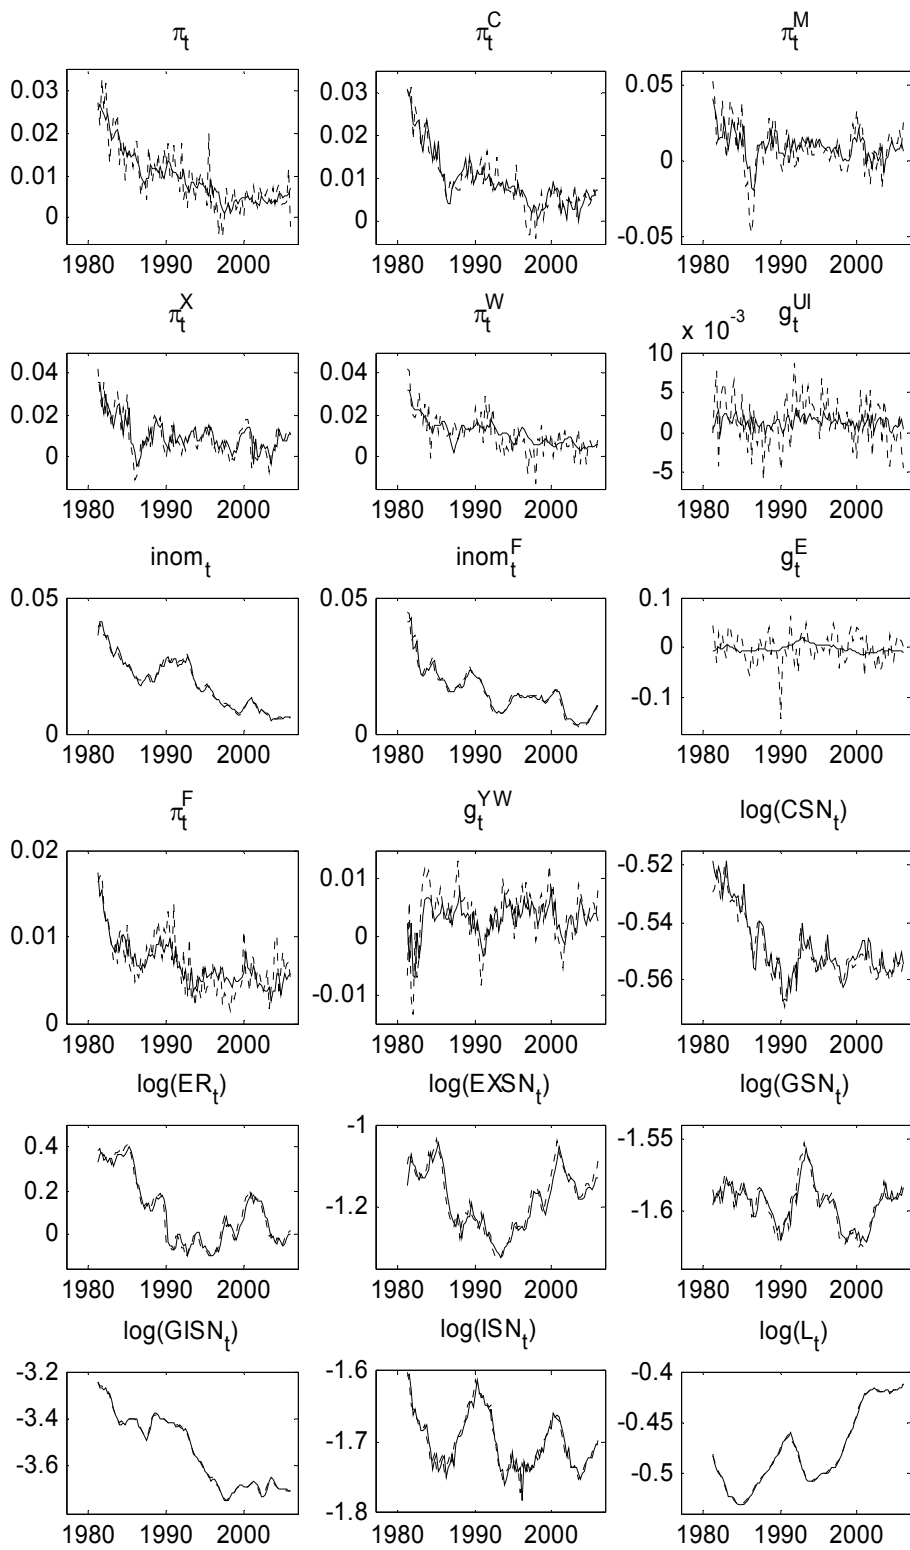 π_t π_t^C π_t^M
0.03 0.02 0.01 0
1980 1990 2000
0.03 0.02 0.01 0
1980 1990 2000
0.05 0 -0.05
1980 1990 2000
π_t^X π_t^W x 10^-3 g_t^UI
0.04 0.02 0
1980 1990 2000
0.04 0.02 0
1980 1990 2000
10 5 0 -5
1980 1990 2000
inom_t inom_t^F g_t^E
0.05 0
1980 1990 2000
0.05 0
1980 1990 2000
0.1 0 -0.1
1980 1990 2000
π_t^F g_t^YW log(CSN_t)
0.02 0.01 0
1980 1990 2000
0.01 0 -0.01
1980 1990 2000
-0.52 -0.54 -0.56
1980 1990 2000
log(ER_t) log(EXSN_t) log(GSN_t)
0.4 0.2 0
1980 1990 2000
-1 -1.2
1980 1990 2000
-1.55 -1.6
1980 1990 2000
log(GISN_t) log(ISN_t) log(L_t)
-3.2 -3.4 -3.6
1980 1990 2000
-1.6 -1.7 -1.8
1980 1990 2000
-0.4 -0.45 -0.5
1980 1990 2000